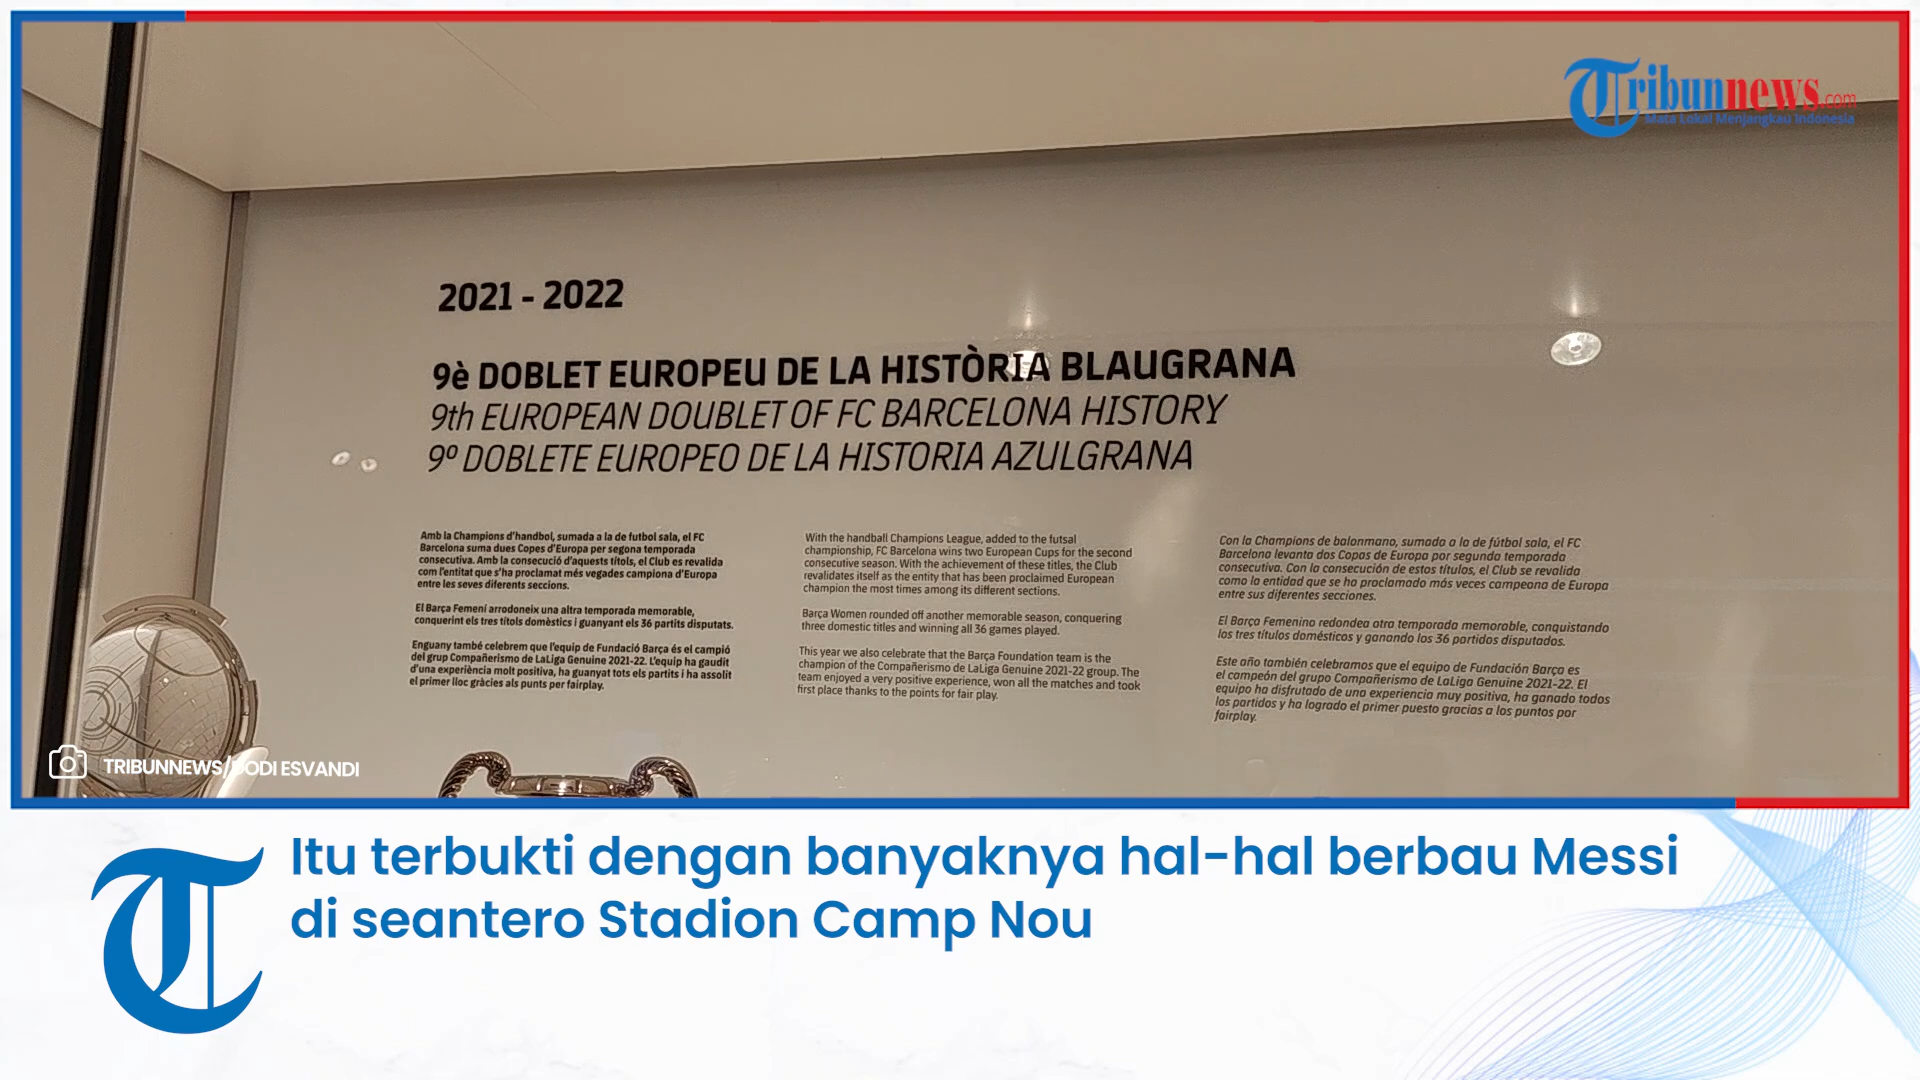 Tribunnews.com
Mata Lokal Menjangkau Indonesia
2021 - 2022
9è DOBLET EUROPEU DE LA HISTÒRIA BLAUGRANA
9th EUROPEAN DOUBLET OF FC BARCELONA HISTORY
9º DOBLETE EUROPEO DE LA HISTORIA AZULGRANA
Amb la Champions d'handbol, sumada a la de futbol sala, el FC
Barcelona suma dues Copes d'Europa per segona temporada
consecutiva. Amb la consecució d'aquests títols, el Club es revalida
com l'entitat que s'ha proclamat més vegades campiona d'Europa
entre les seves diferents seccions.
El Barça Femení arrodoneix una altra temporada memorable,
conquerint els tres títols domèstics i guanyant els 36 partits disputats.
Enguany també celebrem que l'equip de Fundació Barça és el campió
del grup Compañerismo de LaLiga Genuine 2021-22. L'equip ha gaudit
d'una experiència molt positiva, ha guanyat tots els partits i ha assolit
el primer lloc gràcies als punts per fairplay.
With the handball Champions League, added to the futsal
championship, FC Barcelona wins two European Cups for the second
consecutive season. With the achievement of these titles, the Club
revalidates itself as the entity that has been proclaimed European
champion the most times among its different sections.
Barça Women rounded off another memorable season, conquering
three domestic titles and winning all 36 games played.
This year we also celebrate that the Barça Foundation team is the
champion of the Compañerismo de LaLiga Genuine 2021-22 group. The
team enjoyed a very positive experience, won all the matches and took
first place thanks to the points for fair play.
Con la Champions de balonmano, sumada a la de fútbol sala, el FC
Barcelona levanta dos Copas de Europa por segunda temporada
consecutiva. Con la consecución de estos títulos, el Club se revalida
como la entidad que se ha proclamado más veces campeona de Europa
entre sus diferentes secciones.
El Barça Femenino redondea otra temporada memorable, conquistando
los tres títulos domésticos y ganando los 36 partidos disputados.
Este año también celebramos que el equipo de Fundación Barça es
el campeón del grupo Compañerismo de LaLiga Genuine 2021-22. El
equipo ha disfrutado de una experiencia muy positiva, ha ganado todos
los partidos y ha logrado el primer puesto gracias a los puntos por
fairplay.
TRIBUNNEWS/DODI ESVANDI
Itu terbukti dengan banyaknya hal-hal berbau Messi
di seantero Stadion Camp Nou